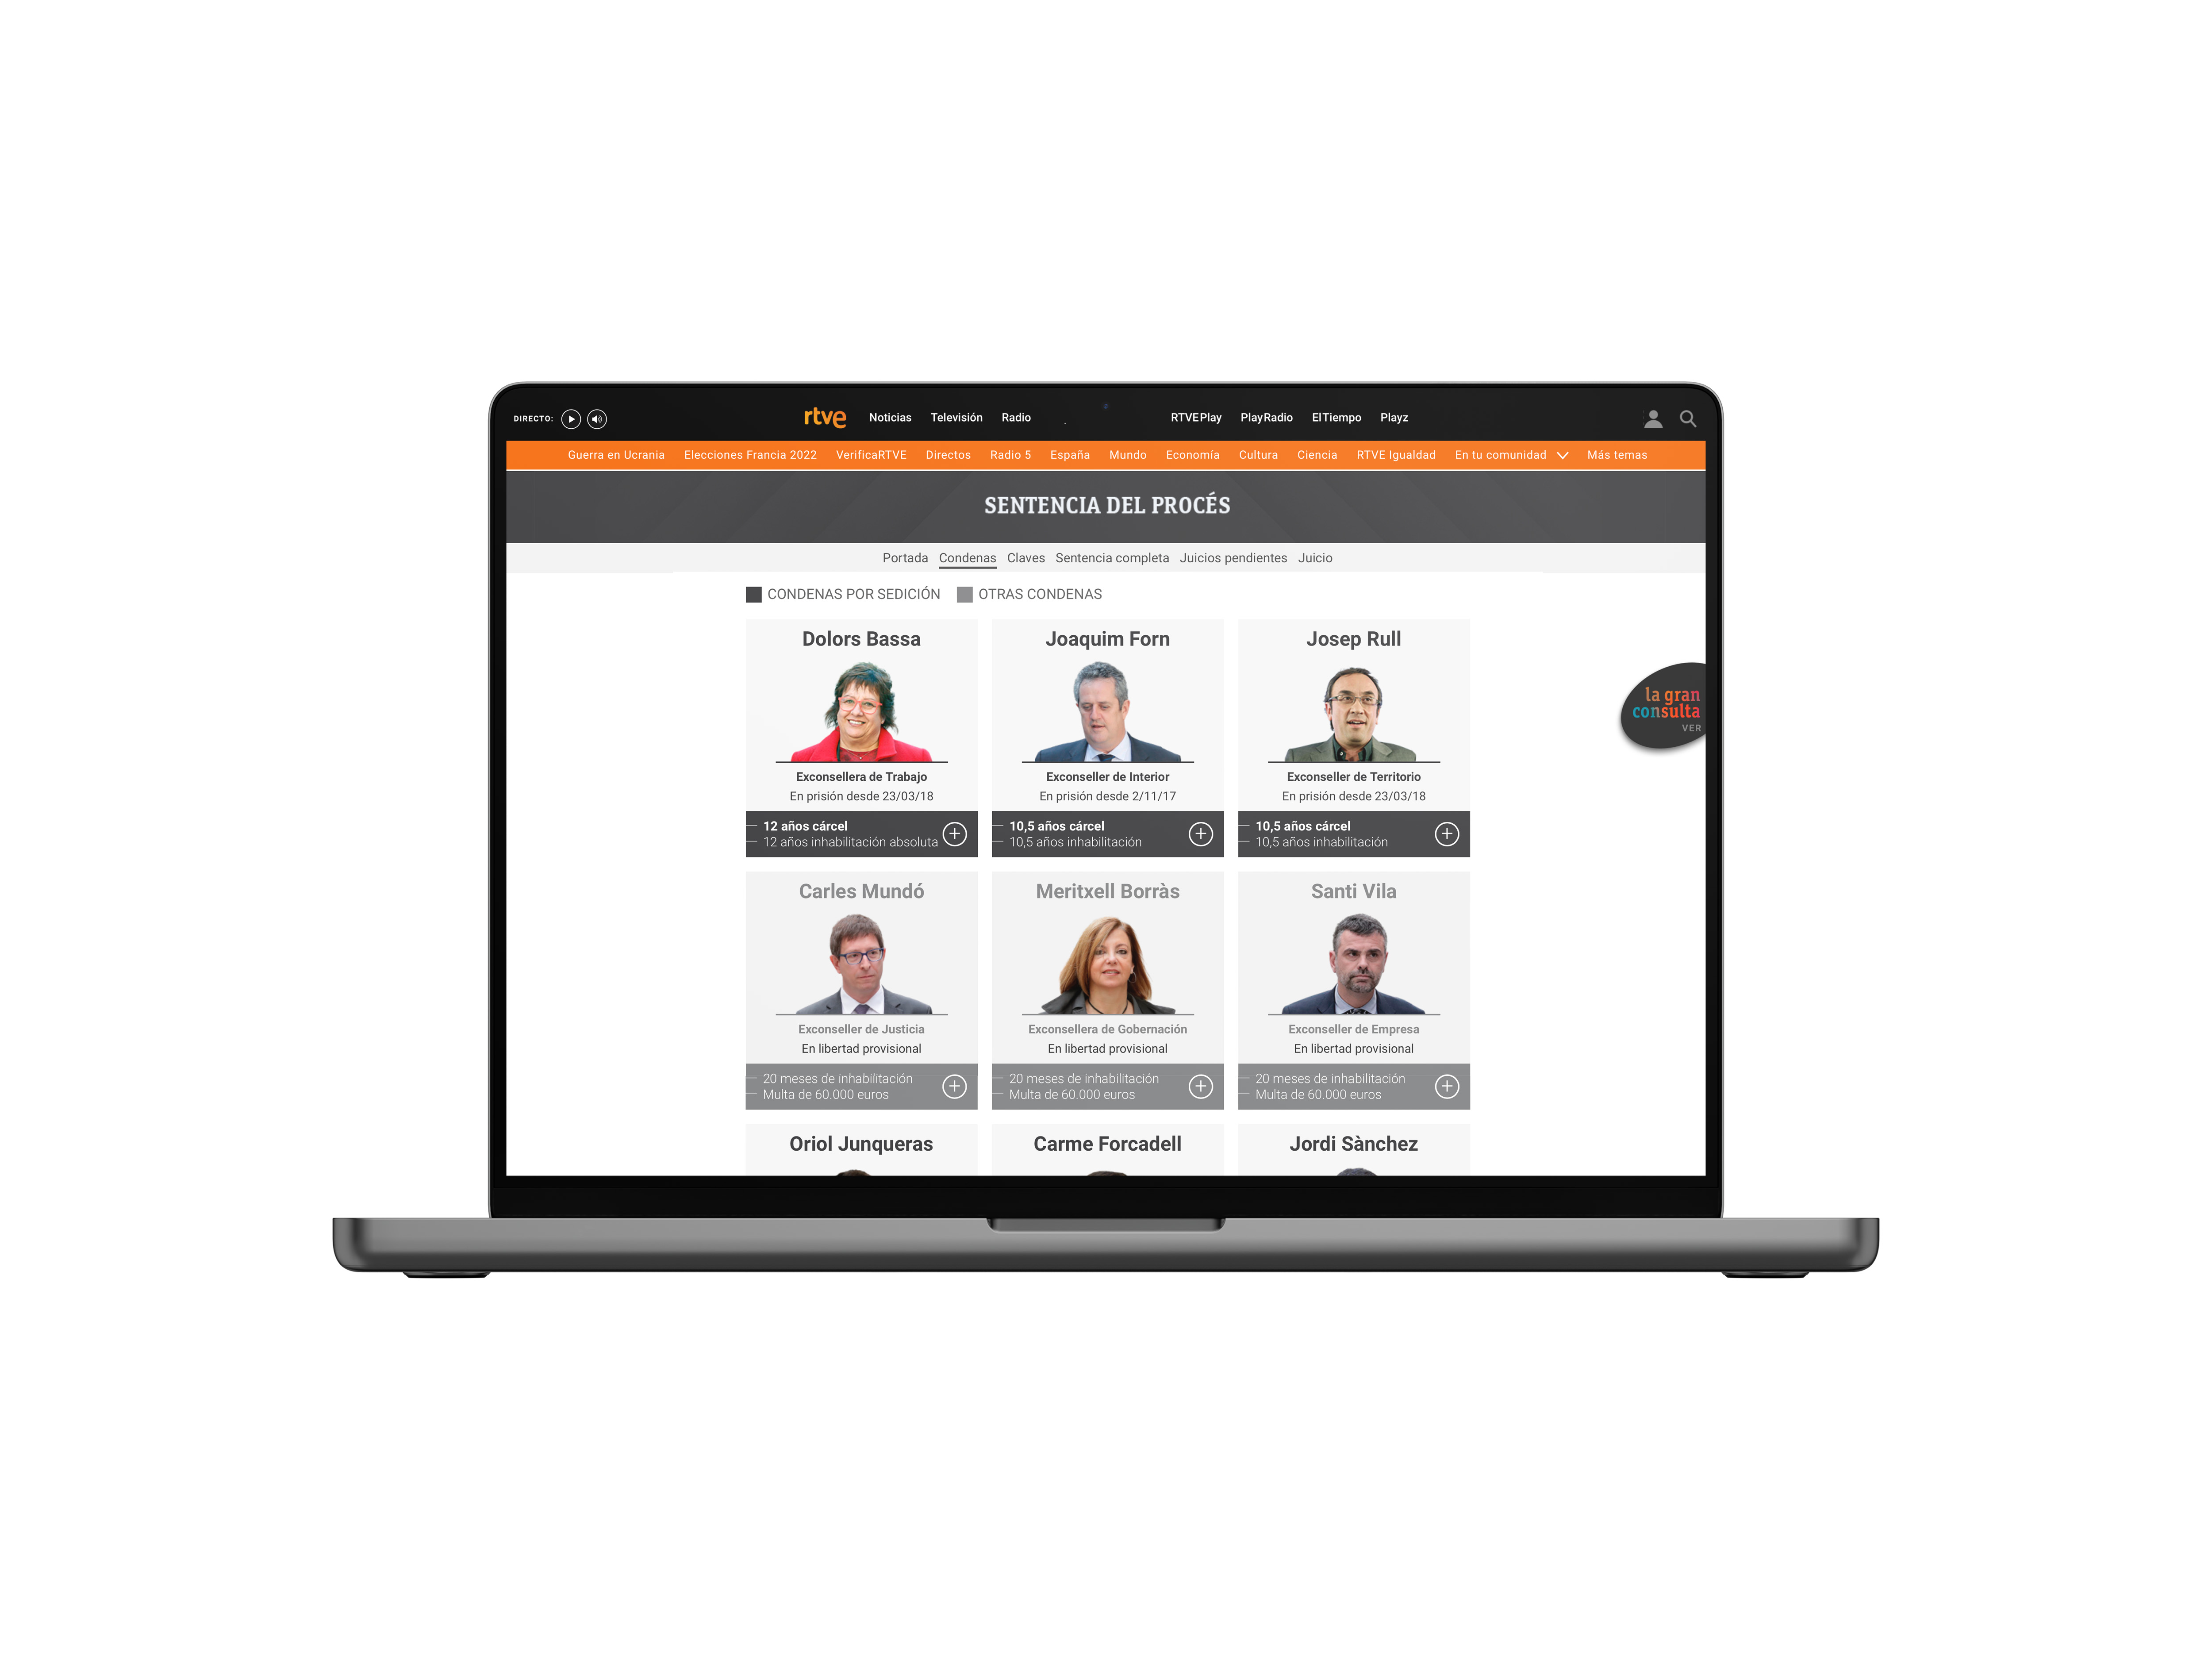 DIRECTO:
rtve Noticias Televisión Radio RTVEPlay PlayRadio ElTiempo Playz
Guerra en Ucrania Elecciones Francia 2022 VerificaRTVE Directos Radio 5 España Mundo Economía Cultura Ciencia RTVE Igualdad En tu comunidad Más temas
SENTENCIA DEL PROCÉS
Portada Condenas Claves Sentencia completa Juicios pendientes Juicio
CONDENAS POR SEDICIÓN OTRAS CONDENAS
Dolors Bassa
Exconsellera de Trabajo
En prisión desde 23/03/18
12 años cárcel
12 años inhabilitación absoluta
Joaquim Forn
Exconseller de Interior
En prisión desde 2/11/17
10,5 años cárcel
10,5 años inhabilitación
Josep Rull
Exconseller de Territorio
En prisión desde 23/03/18
10,5 años cárcel
10,5 años inhabilitación
la gran
consulta
VER
Carles Mundó
Exconseller de Justicia
En libertad provisional
20 meses de inhabilitación
Multa de 60.000 euros
Meritxell Borràs
Exconsellera de Gobernación
En libertad provisional
20 meses de inhabilitación
Multa de 60.000 euros
Santi Vila
Exconseller de Empresa
En libertad provisional
20 meses de inhabilitación
Multa de 60.000 euros
Oriol Junqueras
Carme Forcadell
Jordi Sànchez